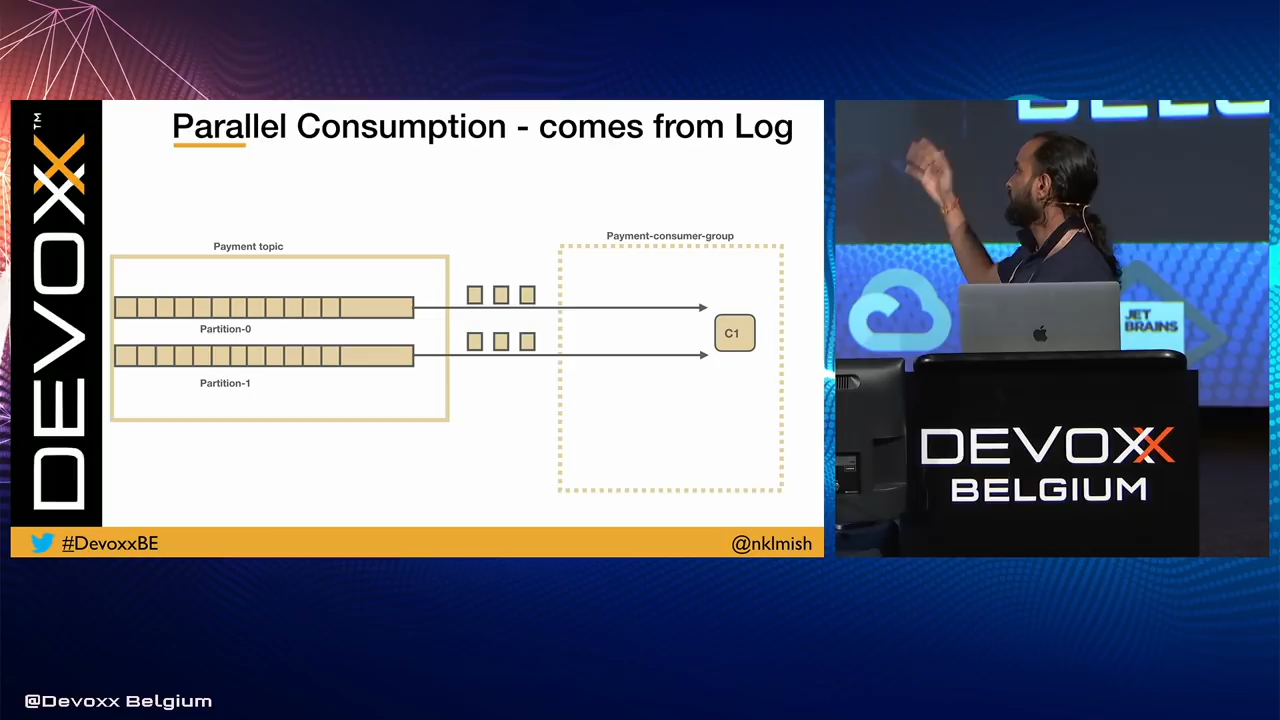 DEVOXX™
Parallel Consumption - comes from Log
Payment topic
Partition-0
Partition-1
Payment-consumer-group
C1
#DevoxxBE
@nklmish
JET
BRAINS
DEVOXX
BELGIUM
@Devoxx Belgium